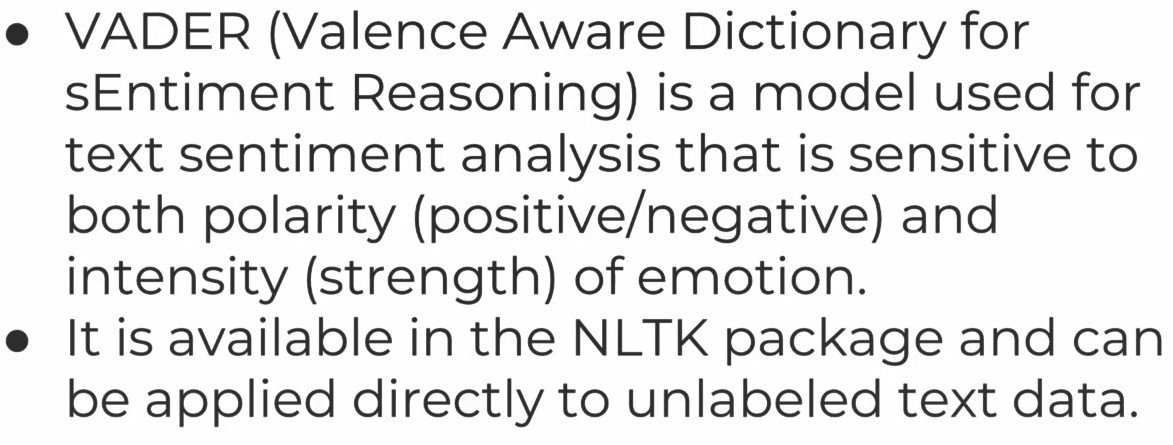 ● VADER (Valence Aware Dictionary for
sEntiment Reasoning) is a model used for
text sentiment analysis that is sensitive to
both polarity (positive/negative) and
intensity (strength) of emotion.
● It is available in the NLTK package and can
be applied directly to unlabeled text data.